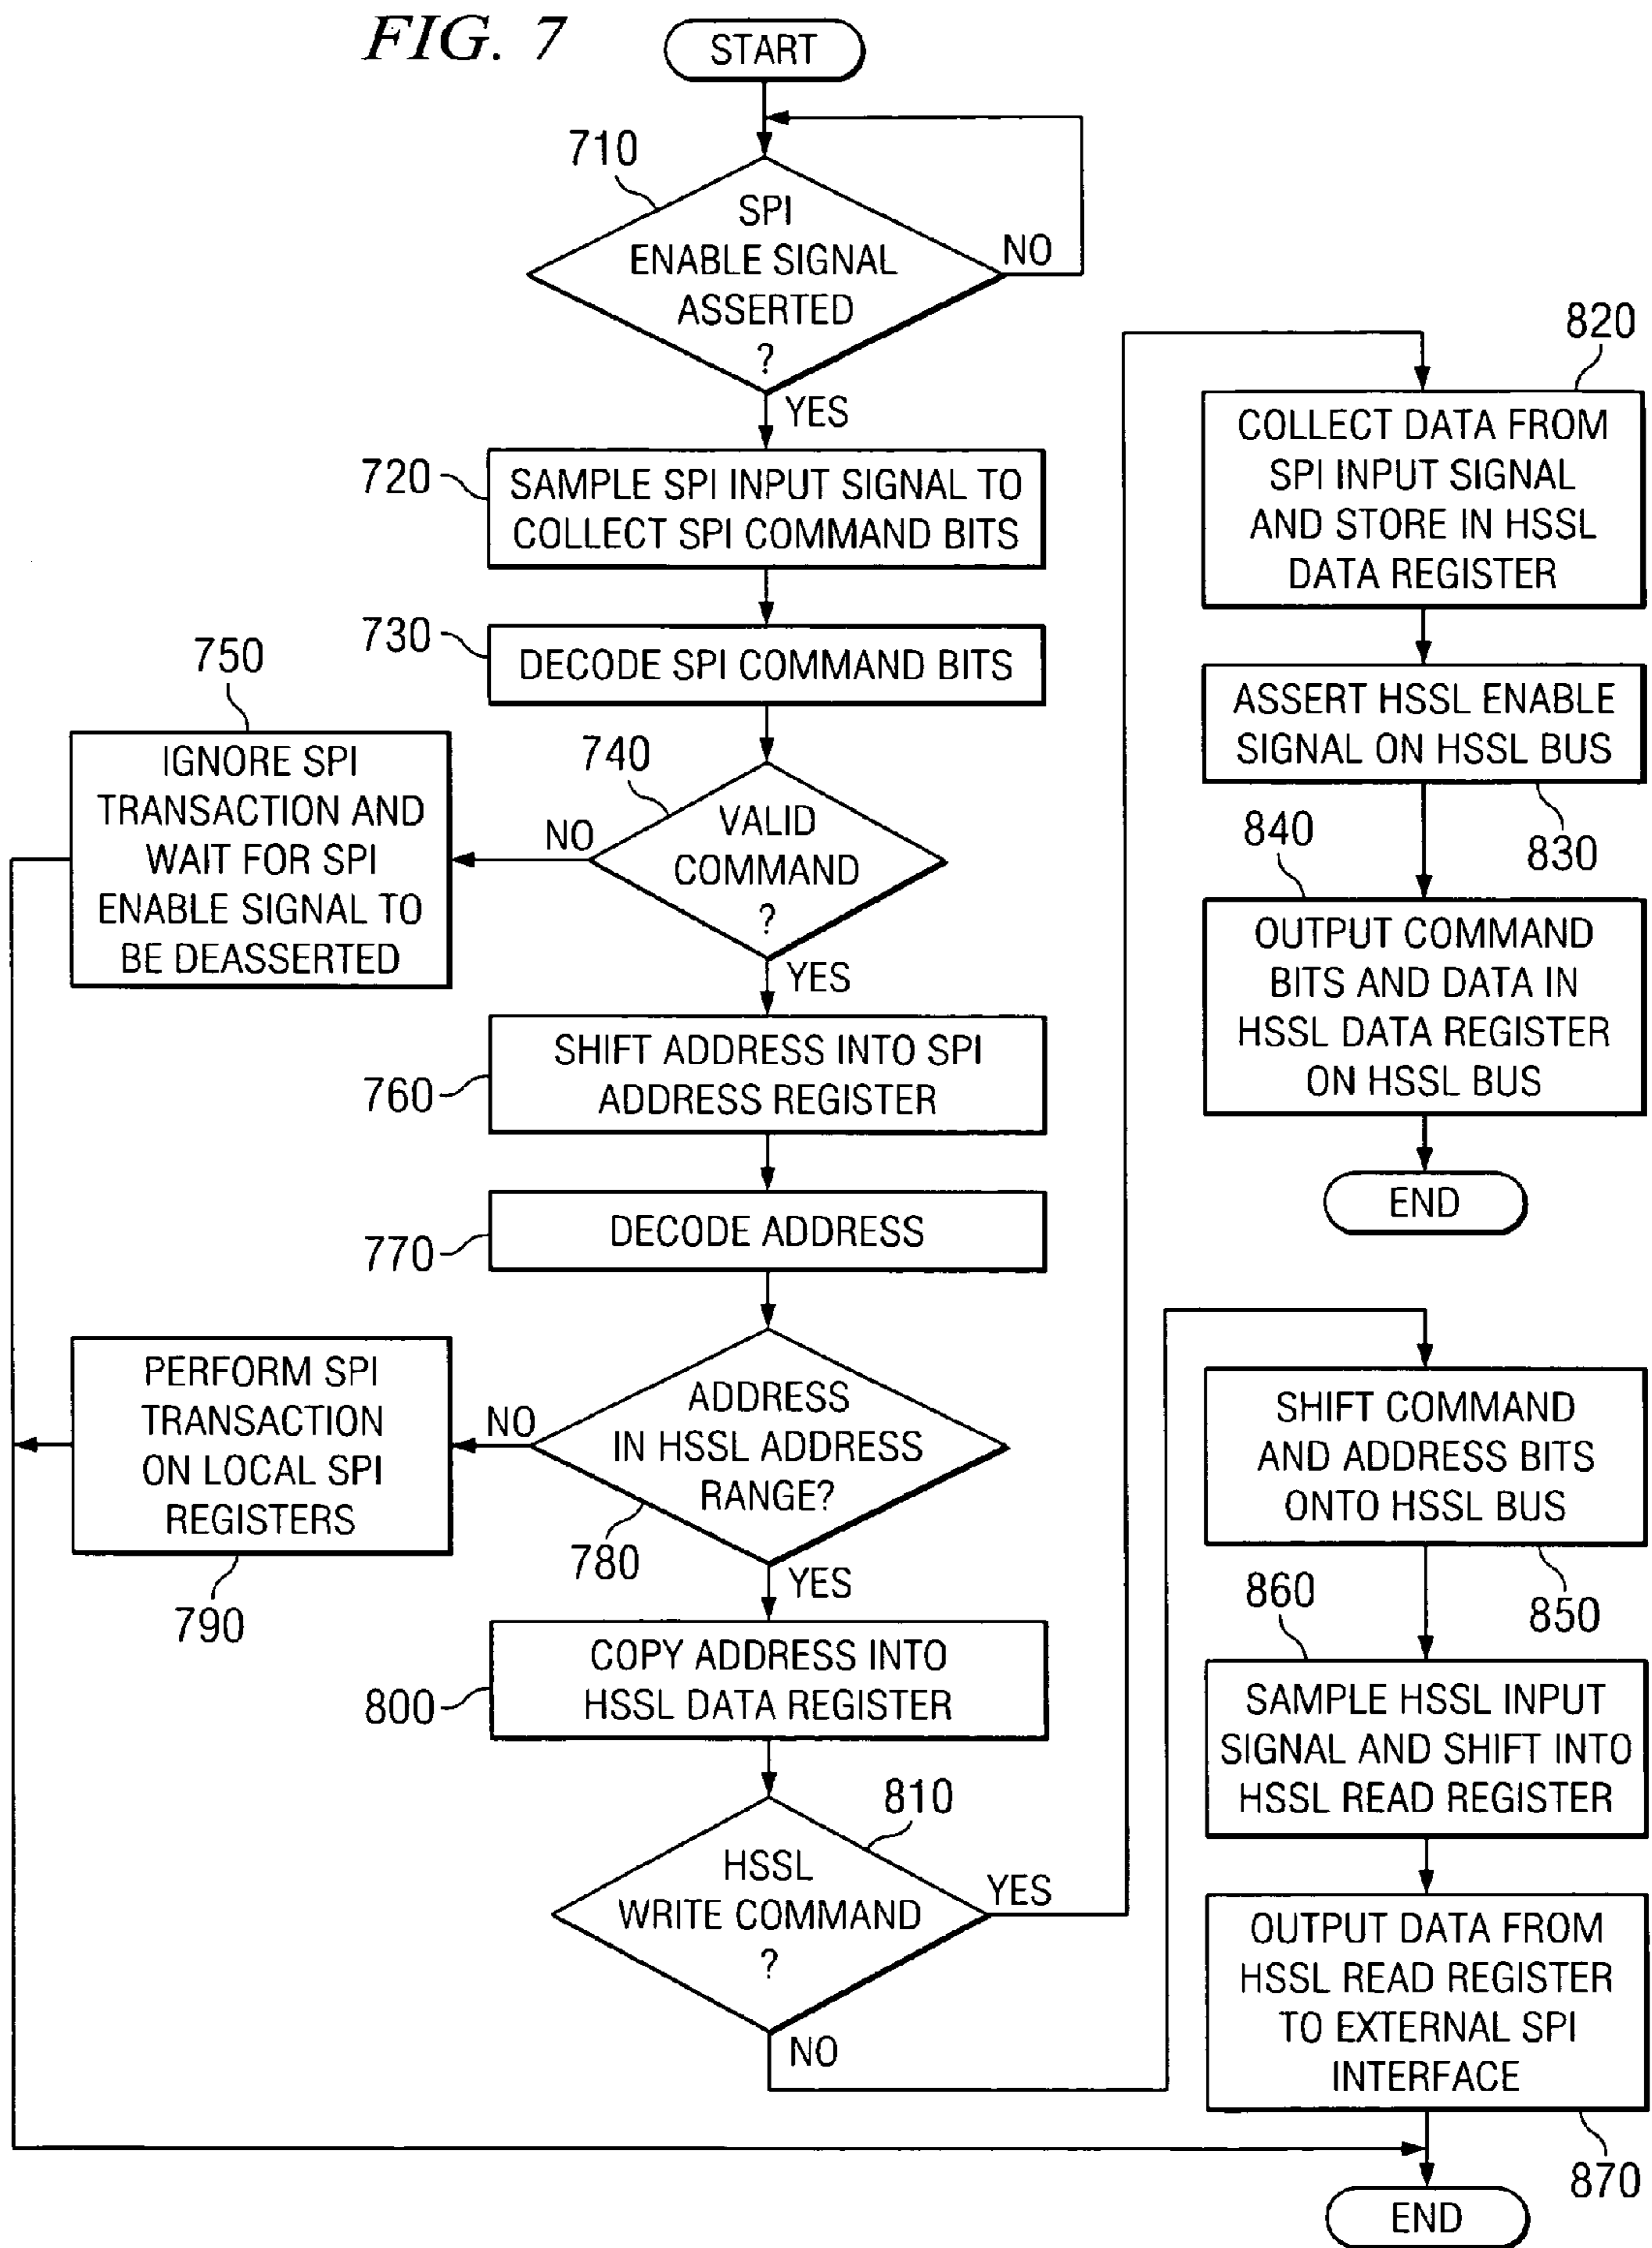 FIG. 7
START
710
SPI
ENABLE SIGNAL
ASSERTED
?
NO
YES
720
SAMPLE SPI INPUT SIGNAL TO
COLLECT SPI COMMAND BITS
730
DECODE SPI COMMAND BITS
740
VALID
COMMAND
?
NO
YES
750
IGNORE SPI
TRANSACTION AND
WAIT FOR SPI
ENABLE SIGNAL TO
BE DEASSERTED
760
SHIFT ADDRESS INTO SPI
ADDRESS REGISTER
770
DECODE ADDRESS
ADDRESS
IN HSSL ADDRESS
RANGE?
780
NO
YES
PERFORM SPI
TRANSACTION
ON LOCAL SPI
REGISTERS
790
800
COPY ADDRESS INTO
HSSL DATA REGISTER
810
HSSL
WRITE COMMAND
?
YES
NO
820
COLLECT DATA FROM
SPI INPUT SIGNAL
AND STORE IN HSSL
DATA REGISTER
ASSERT HSSL ENABLE
SIGNAL ON HSSL BUS
830
840
OUTPUT COMMAND
BITS AND DATA IN
HSSL DATA REGISTER
ON HSSL BUS
END
SHIFT COMMAND
AND ADDRESS BITS
ONTO HSSL BUS
850
860
SAMPLE HSSL INPUT
SIGNAL AND SHIFT INTO
HSSL READ REGISTER
OUTPUT DATA FROM
HSSL READ REGISTER
TO EXTERNAL SPI
INTERFACE
870
END